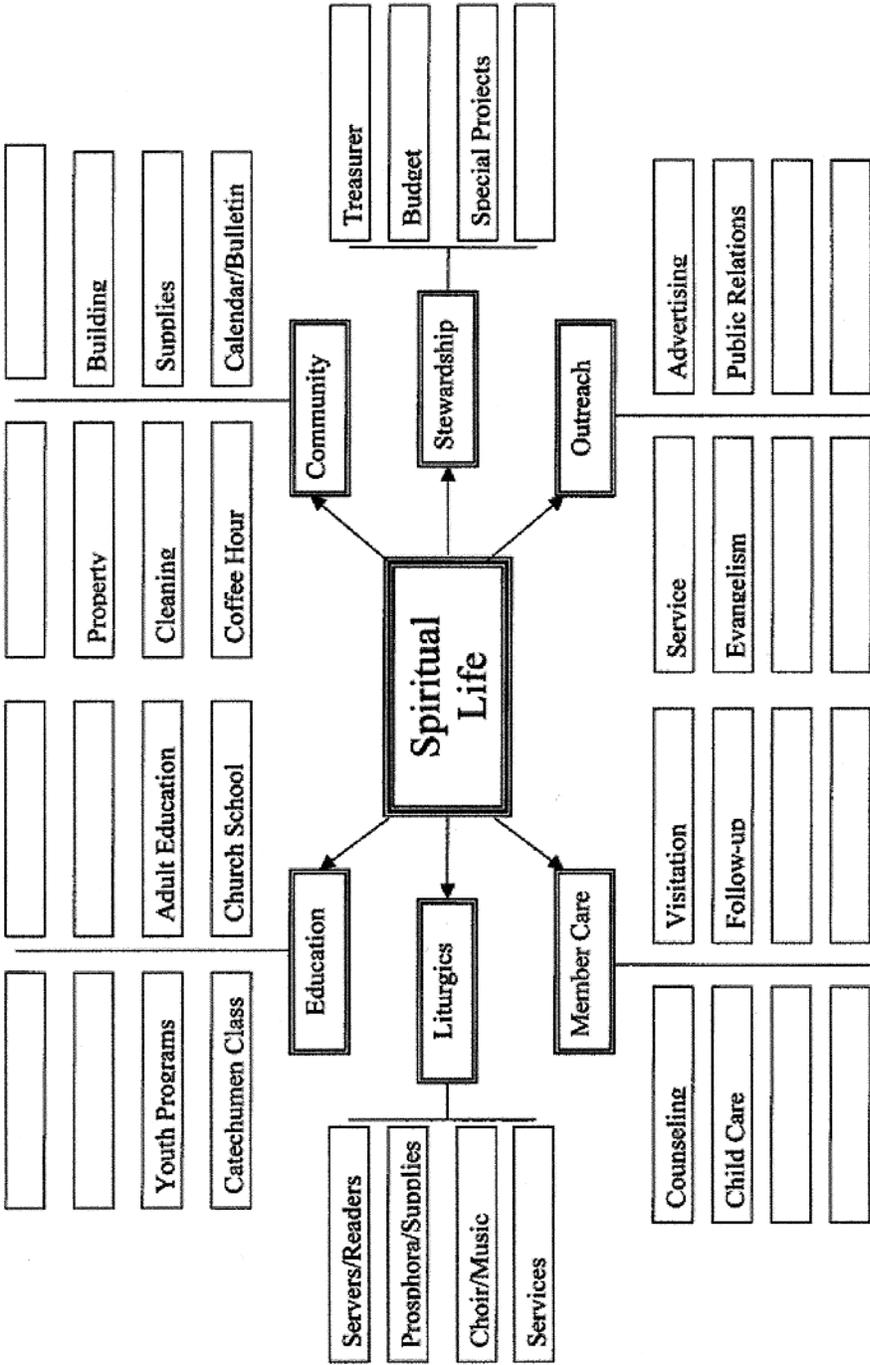 Property
Building
Youth Programs
Adult Education
Cleaning
Supplies
Catechumen Class
Church School
Coffee Hour
Calendar/Bulletin
Education
Community
Servers/Readers
Prosphora/Supplies
Choir/Music
Services
Liturgics
Spiritual
Life
Stewardship
Treasurer
Budget
Special Projects
Member Care
Outreach
Counseling
Visitation
Service
Advertising
Child Care
Follow-up
Evangelism
Public Relations